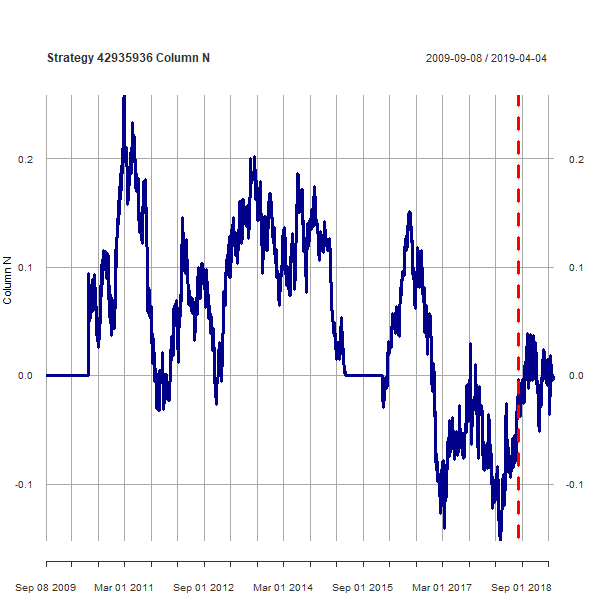 Strategy 42935936 Column N 2009-09-08 / 2019-04-04
0.2 0.2
0.1 0.1
Column N
0.0 0.0
-0.1 -0.1
Sep 08 2009 Mar 01 2011 Sep 01 2012 Mar 01 2014 Sep 01 2015 Mar 01 2017 Sep 01 2018